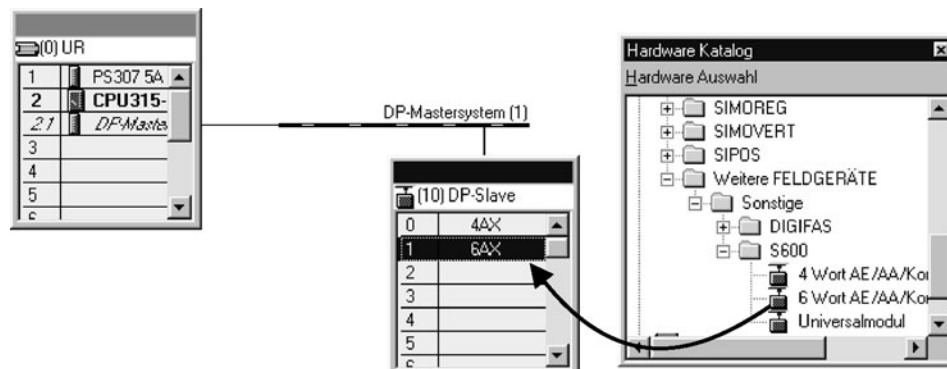 (0) UR
1 PS307 5A
2 CPU315-
2.1 DP-Maste
3
4
5
DP-Mastersystem (1)
(10) DP-Slave
0 4AX
1 6AX
2
3
4
5
Hardware Katalog
Hardware Auswahl
SIMOREG
SIMOVERT
SIPOS
Weitere FELDGERÄTE
Sonstige
DIGIFAS
S600
4 Wort AE/AA/Ko
6 Wort AE/AA/Ko
Universalmodul